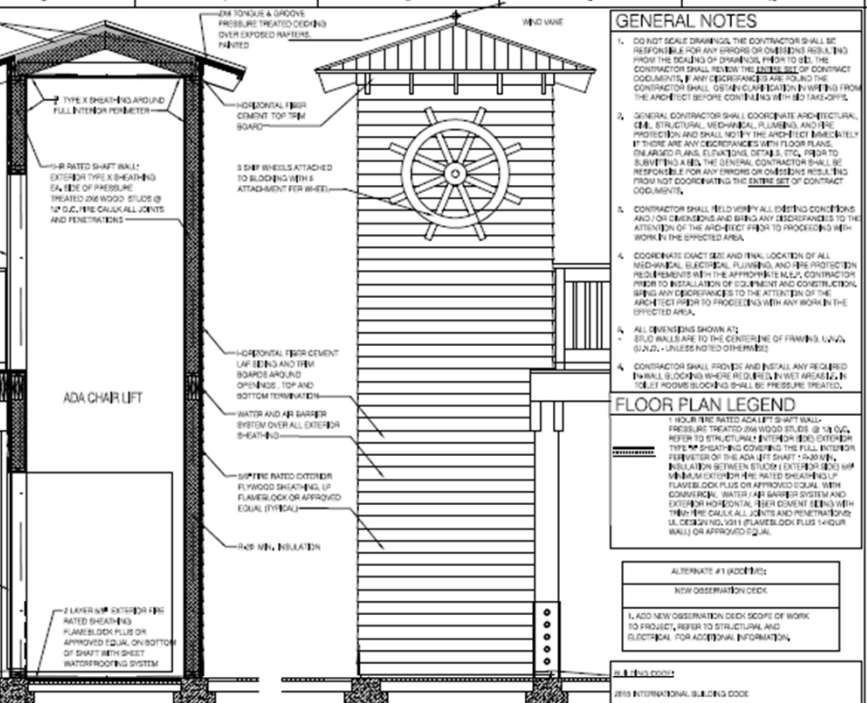 2X6 TONGUE & GROOVE
PRESSURE TREATED DECKING
OVER EXPOSED RAFTERS,
PAINTED
WIND VANE
TYPE X SHEATHING AROUND
FULL INTERIOR PERIMETER
HORIZONTAL FIBER
CEMENT TOP TRIM
BOARD
1HR RATED SHAFT WALL:
EXTERIOR TYPE X SHEATHING
EA. SIDE OF PRESSURE
TREATED 2X6 WOOD STUDS @
12" O.C. FIRE CAULK ALL JOINTS
AND PENETRATIONS
3 SHIP WHEELS ATTACHED
TO BLOCKING WITH
ATTACHMENT PER WHEEL
HORIZONTAL FIBER CEMENT
LAP SIDING AND TRIM
BOARDS AROUND
OPENINGS, TOP AND
BOTTOM TERMINATION
ADA CHAIR LIFT
WATER AND AIR BARRIER
SYSTEM OVER ALL EXTERIOR
SHEATHING
5/8" FIRE RATED EXTERIOR
PLYWOOD SHEATHING, LP
FLAMEBLOCK OR APPROVED
EQUAL (TYPICAL)
R-20 MIN. INSULATION
2 LAYER 5/8" EXTERIOR FIRE
RATED SHEATHING
FLAMEBLOCK PLUS OR
APPROVED EQUAL ON BOTTOM
OF SHAFT WITH SHEET
WATERPROOFING SYSTEM
GENERAL NOTES
1. DO NOT SCALE DRAWINGS. THE CONTRACTOR SHALL BE
RESPONSIBLE FOR ANY ERRORS OR OMISSIONS RESULTING
FROM THE SCALING OF DRAWINGS. PRIOR TO BID, THE
CONTRACTOR SHALL REVIEW THE ENTIRE SET OF CONTRACT
DOCUMENTS. IF ANY DISCREPANCIES ARE FOUND THE
CONTRACTOR SHALL OBTAIN CLARIFICATION IN WRITING FROM
THE ARCHITECT BEFORE CONTINUING WITH BID TAKE-OFFS.
2. GENERAL CONTRACTOR SHALL COORDINATE ARCHITECTURAL,
CIVIL, STRUCTURAL, MECHANICAL, PLUMBING, AND FIRE
PROTECTION AND SHALL NOTIFY THE ARCHITECT IMMEDIATELY
IF THERE ARE ANY DISCREPANCIES WITH FLOOR PLANS,
ENLARGED PLANS, ELEVATIONS, DETAILS, ETC., PRIOR TO
SUBMITTING A BID. THE GENERAL CONTRACTOR SHALL BE
RESPONSIBLE FOR ANY ERRORS OR OMISSIONS RESULTING
FROM NOT COORDINATING THE ENTIRE SET OF CONTRACT
DOCUMENTS.
3. CONTRACTOR SHALL FIELD VERIFY ALL EXISTING CONDITIONS
AND / OR DIMENSIONS AND BRING ANY DISCREPANCIES TO THE
ATTENTION OF THE ARCHITECT PRIOR TO PROCEEDING WITH
WORK IN THE EFFECTED AREA.
4. COORDINATE EXACT SIZE AND FINAL LOCATION OF ALL
MECHANICAL, ELECTRICAL, PLUMBING, AND FIRE PROTECTION
REQUIREMENTS WITH THE APPROPRIATE M.E.P. CONTRACTOR
PRIOR TO INSTALLATION OF EQUIPMENT AND CONSTRUCTION.
BRING ANY DISCREPANCIES TO THE ATTENTION OF THE
ARCHITECT PRIOR TO PROCEEDING WITH ANY WORK IN THE
EFFECTED AREA.
5. ALL DIMENSIONS SHOWN AT:
- STUD WALLS ARE TO THE CENTERLINE OF FRAMING, U.N.O.
(U.N.O. - UNLESS NOTED OTHERWISE)
CONTRACTOR SHALL PROVIDE AND INSTALL ANY REQUIRED
IN-WALL BLOCKING WHERE REQUIRED. IN WET AREAS I.E. IN
TOILET ROOMS BLOCKING SHALL BE PRESSURE TREATED.
FLOOR PLAN LEGEND
1 HOUR FIRE RATED ADA LIFT SHAFT WALL-
PRESSURE TREATED 2X6 WOOD STUDS @ 12" O.C.
REFER TO STRUCTURAL: (INTERIOR SIDE) EXTERIOR
TYPE "X" SHEATHING COVERING THE FULL INTERIOR
PERIMETER OF THE ADA LIFT SHAFT : R-20 MIN.
INSULATION BETWEEN STUDS: ( EXTERIOR SIDE) 5/8"
MINIMUM EXTERIOR FIRE RATED SHEATHING LP
FLAMEBLOCK PLUS OR APPROVED EQUAL WITH
COMMERCIAL WATER / AIR BARRIER SYSTEM AND
EXTERIOR HORIZONTAL FIBER CEMENT SIDING WITH
TRIM: FIRE CAULK ALL JOINTS AND PENETRATIONS:
UL DESIGN NO. V311 (FLAMEBLOCK PLUS 1-HOUR
WALL) OR APPROVED EQUAL
ALTERNATE #1 (ADDITIVE):
NEW OBSERVATION DECK
1. ADD NEW OBSERVATION DECK SCOPE OF WORK
TO PROJECT, REFER TO STRUCTURAL AND
ELECTRICAL FOR ADDITIONAL INFORMATION.
BUILDING CODE:
INTERNATIONAL BUILDING CODE